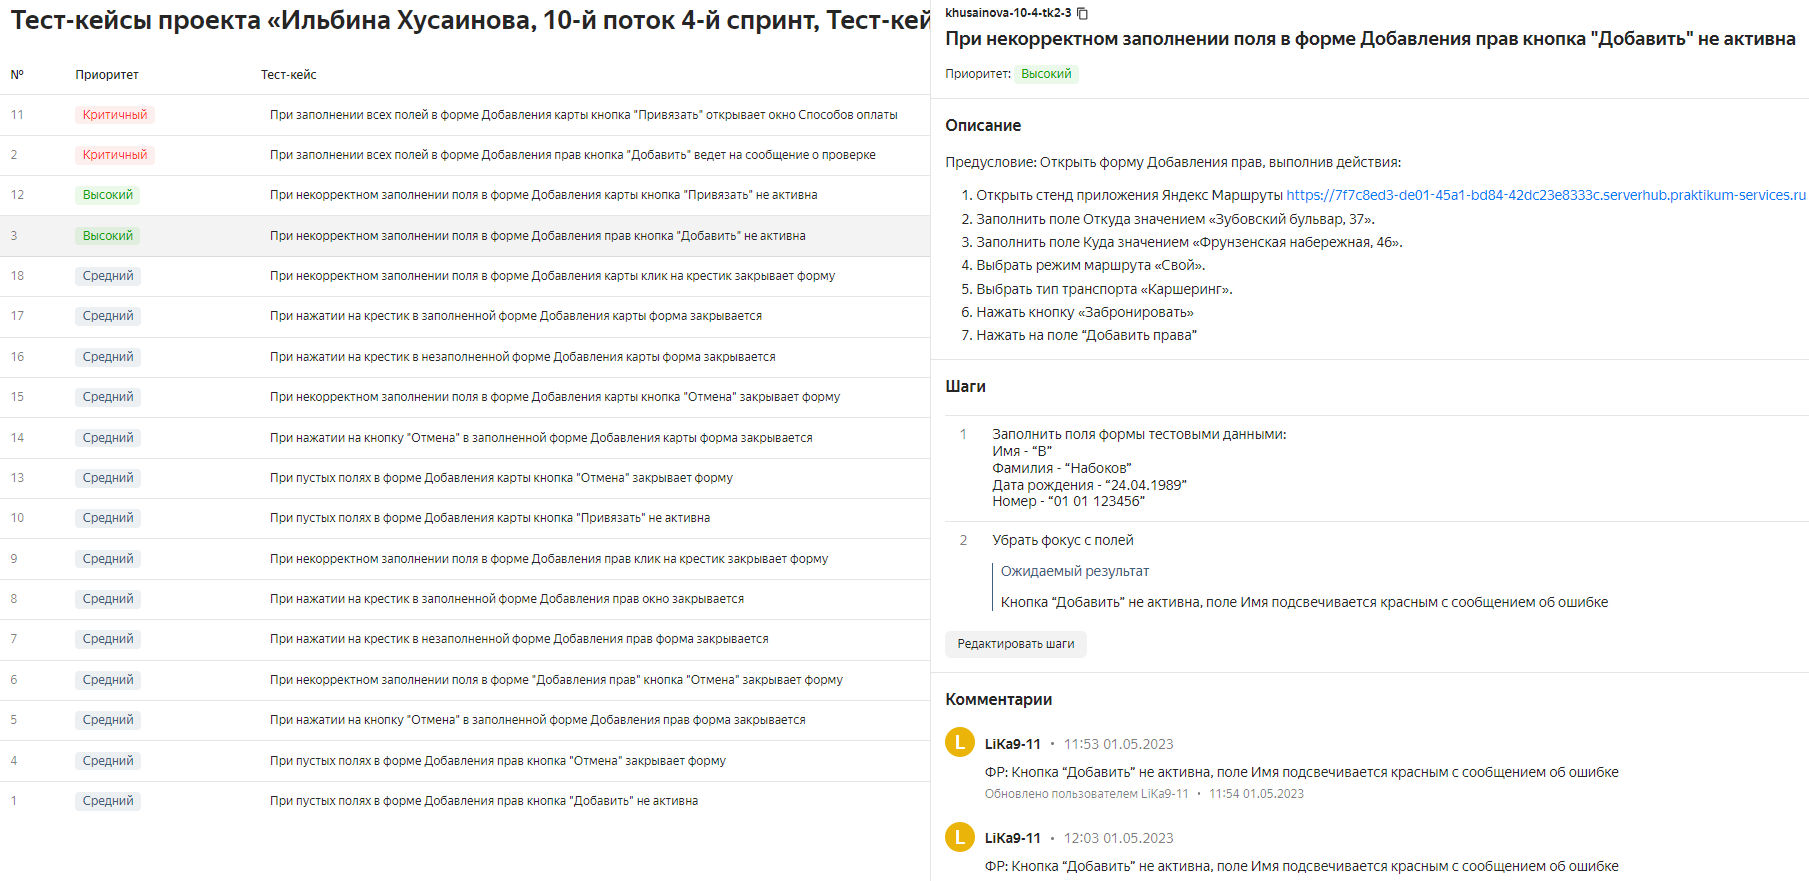 Тест-кейсы проекта «Ильбина Хусаинова, 10-й поток 4-й спринт, Тест-кей
№ Приоритет Тест-кейс
11 Критичный При заполнении всех полей в форме Добавления карты кнопка "Привязать" открывает окно Способов оплаты
2 Критичный При заполнении всех полей в форме Добавления прав кнопка "Добавить" ведет на сообщение о проверке
12 Высокий При некорректном заполнении поля в форме Добавления карты кнопка "Привязать" не активна
3 Высокий При некорректном заполнении поля в форме Добавления прав кнопка "Добавить" не активна
18 Средний При некорректном заполнении поля в форме Добавления карты клик на крестик закрывает форму
17 Средний При нажатии на крестик в заполненной форме Добавления карты форма закрывается
16 Средний При нажатии на крестик в незаполненной форме Добавления карты форма закрывается
15 Средний При некорректном заполнении поля в форме Добавления карты кнопка "Отмена" закрывает форму
14 Средний При нажатии на кнопку "Отмена" в заполненной форме Добавления карты форма закрывается
13 Средний При пустых полях в форме Добавления карты кнопка "Отмена" закрывает форму
10 Средний При пустых полях в форме Добавления карты кнопка "Привязать" не активна
9 Средний При некорректном заполнении поля в форме Добавления прав клик на крестик закрывает форму
8 Средний При нажатии на крестик в заполненной форме Добавления прав окно закрывается
7 Средний При нажатии на крестик в незаполненной форме Добавления прав форма закрывается
6 Средний При некорректном заполнении поля в форме "Добавления прав" кнопка "Отмена" закрывает форму
5 Средний При нажатии на кнопку "Отмена" в заполненной форме Добавления прав форма закрывается
4 Средний При пустых полях в форме Добавления прав кнопка "Отмена" закрывает форму
1 Средний При пустых полях в форме Добавления прав кнопка "Добавить" не активна
khusainova-10-4-tk2-3
При некорректном заполнении поля в форме Добавления прав кнопка "Добавить" не активна
Приоритет: Высокий
Описание
Предусловие: Открыть форму Добавления прав, выполнив действия:
1. Открыть стенд приложения Яндекс Маршруты https://7f7c8ed3-de01-45a1-bd84-42dc23e8333c.serverhub.praktikum-services.ru
2. Заполнить поле Откуда значением «Зубовский бульвар, 37».
3. Заполнить поле Куда значением «Фрунзенская набережная, 46».
4. Выбрать режим маршрута «Свой».
5. Выбрать тип транспорта «Каршеринг».
6. Нажать кнопку «Забронировать»
7. Нажать на поле “Добавить права”
Шаги
1 Заполнить поля формы тестовыми данными:
Имя - “В”
Фамилия - “Набоков”
Дата рождения - “24.04.1989”
Номер - “01 01 123456”
2 Убрать фокус с полей
Ожидаемый результат
Кнопка “Добавить” не активна, поле Имя подсвечивается красным с сообщением об ошибке
Редактировать шаги
Комментарии
L LiKa9-11 • 11:53 01.05.2023
ФР: Кнопка “Добавить” не активна, поле Имя подсвечивается красным с сообщением об ошибке
Обновлено пользователем LiKa9-11 • 11:54 01.05.2023
L LiKa9-11 • 12:03 01.05.2023
ФР: Кнопка “Добавить” не активна, поле Имя подсвечивается красным с сообщением об ошибке